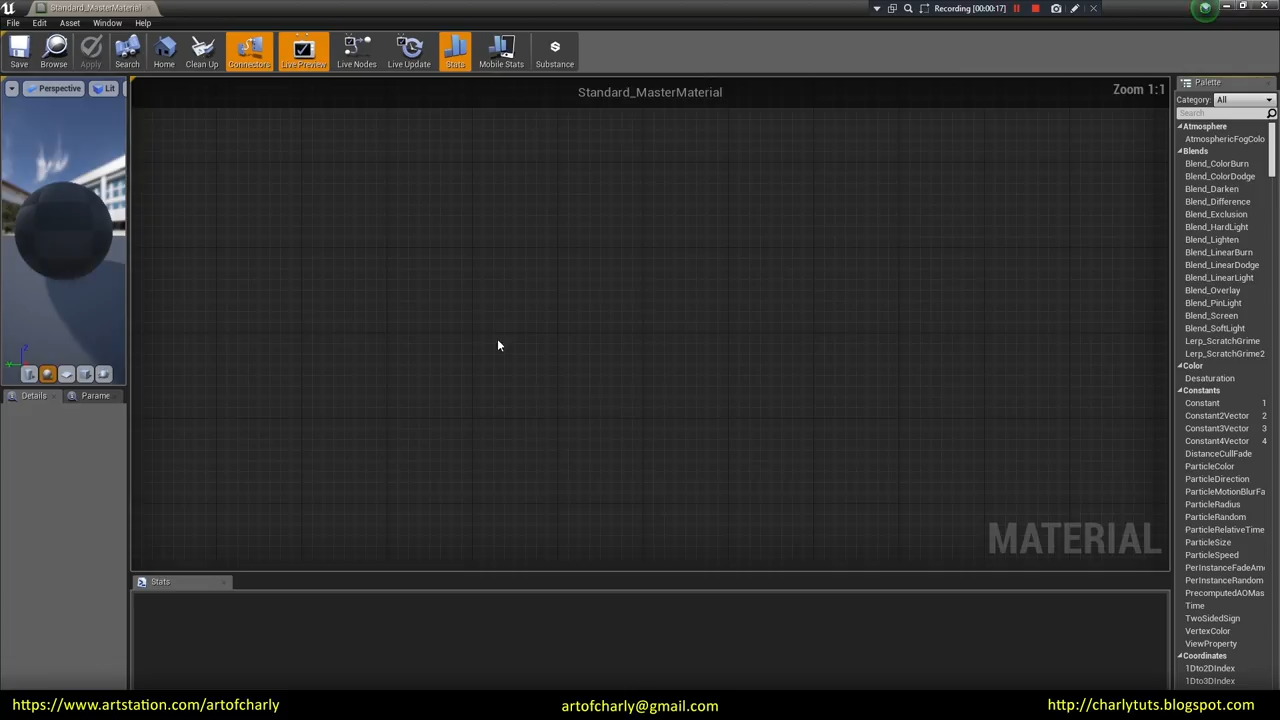 Standard_MasterMaterial
Recording [00:00:17]
File Edit Asset Window Help
Save Browse Apply Search Home Clean Up Connectors Live Preview Live Nodes Live Update Stats Mobile Stats Substance
Perspective Lit
Standard_MasterMaterial
Zoom 1:1
Palette
Category: All
Search
Atmosphere
AtmosphericFogColo
Blends
Blend_ColorBurn
Blend_ColorDodge
Blend_Darken
Blend_Difference
Blend_Exclusion
Blend_HardLight
Blend_Lighten
Blend_LinearBurn
Blend_LinearDodge
Blend_LinearLight
Blend_Overlay
Blend_PinLight
Blend_Screen
Blend_SoftLight
Lerp_ScratchGrime
Lerp_ScratchGrime2
Color
Desaturation
Constants
Constant 1
Constant2Vector 2
Constant3Vector 3
Constant4Vector 4
DistanceCullFade
ParticleColor
ParticleDirection
ParticleMotionBlurFa
ParticleRadius
ParticleRandom
ParticleRelativeTime
ParticleSize
ParticleSpeed
PerInstanceFadeAmo
PerInstanceRandom
PrecomputedAOMas
Time
TwoSidedSign
VertexColor
ViewProperty
Coordinates
1Dto2DIndex
1Dto3DIndex
Details Parame
MATERIAL
Stats
https://www.artstation.com/artofcharly
artofcharly@gmail.com
http://charlytuts.blogspot.com